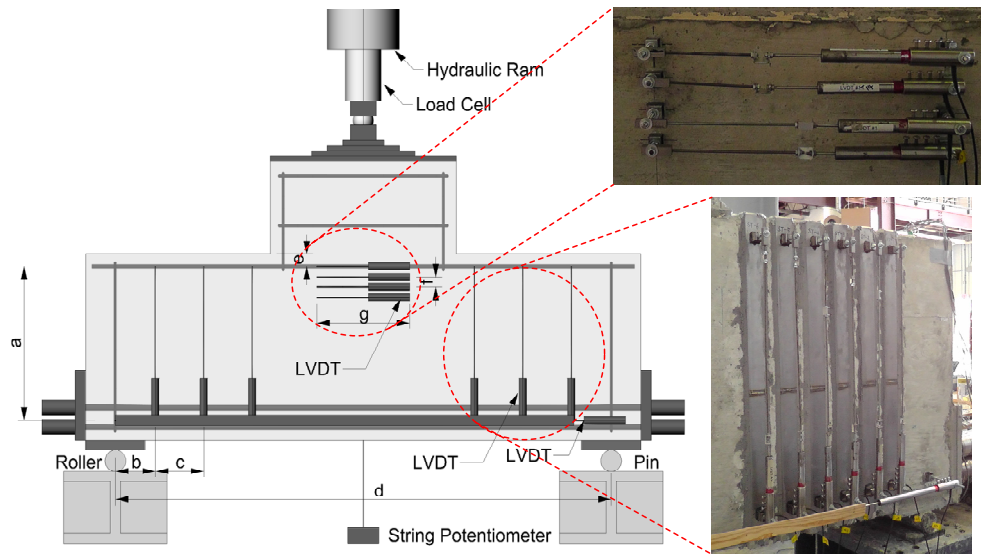 Hydraulic Ram
Load Cell
e
f
g
a
LVDT
LVDT
LVDT
Roller
b
c
Pin
d
String Potentiometer